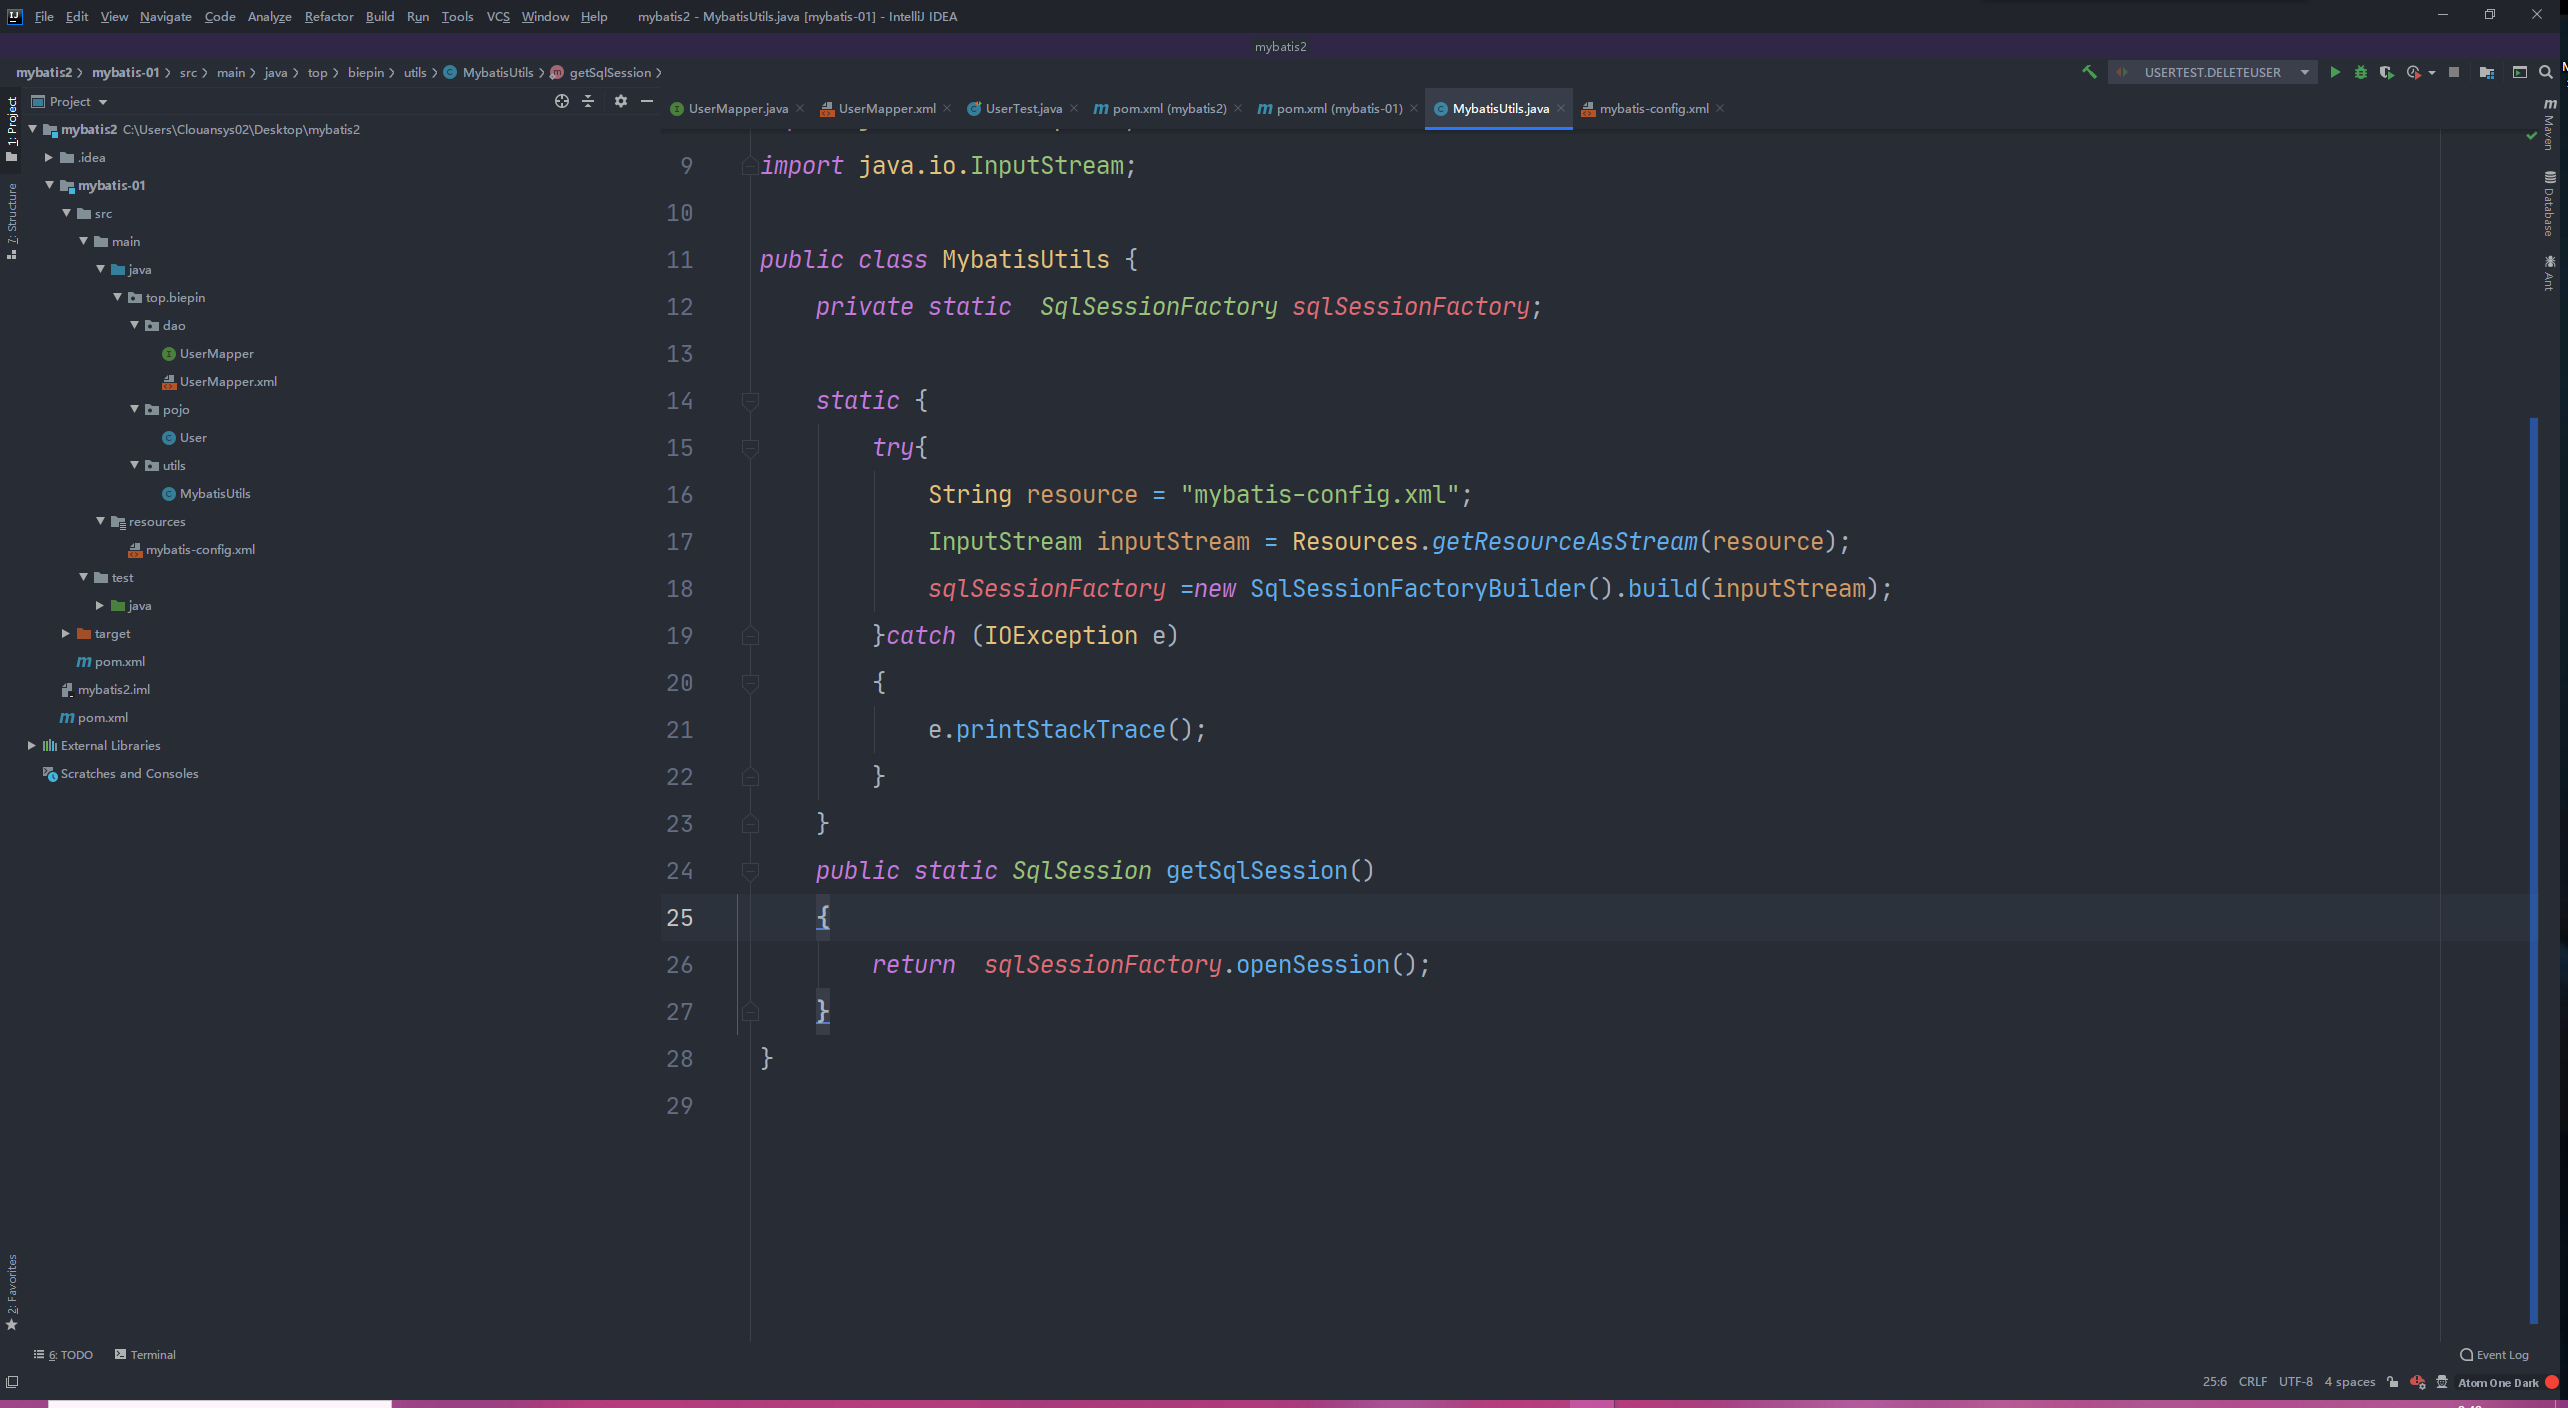 File Edit View Navigate Code Analyze Refactor Build Run Tools VCS Window Help mybatis2 - MybatisUtils.java [mybatis-01] - IntelliJ IDEA
mybatis2
mybatis2 mybatis-01 src main java top biepin utils MybatisUtils getSqlSession USERTEST.DELETEUSER
Project
UserMapper.java UserMapper.xml UserTest.java pom.xml (mybatis2) pom.xml (mybatis-01) MybatisUtils.java mybatis-config.xml
1: Project
7: Structure
2: Favorites
mybatis2 C:\Users\Clouansys02\Desktop\mybatis2
.idea
mybatis-01
src
main
java
top.biepin
dao
UserMapper
UserMapper.xml
pojo
User
utils
MybatisUtils
resources
mybatis-config.xml
test
java
target
pom.xml
mybatis2.iml
pom.xml
External Libraries
Scratches and Consoles
9 import java.io.InputStream;
10
11 public class MybatisUtils {
12 private static  SqlSessionFactory sqlSessionFactory;
13
14 static {
15 try{
16 String resource = "mybatis-config.xml";
17 InputStream inputStream = Resources.getResourceAsStream(resource);
18 sqlSessionFactory =new SqlSessionFactoryBuilder().build(inputStream);
19 }catch (IOException e)
20 {
21 e.printStackTrace();
22 }
23 }
24 public static SqlSession getSqlSession()
25 {
26 return  sqlSessionFactory.openSession();
27 }
28 }
29
Maven
Database
Ant
6: TODO Terminal Event Log
25:6 CRLF UTF-8 4 spaces Atom One Dark